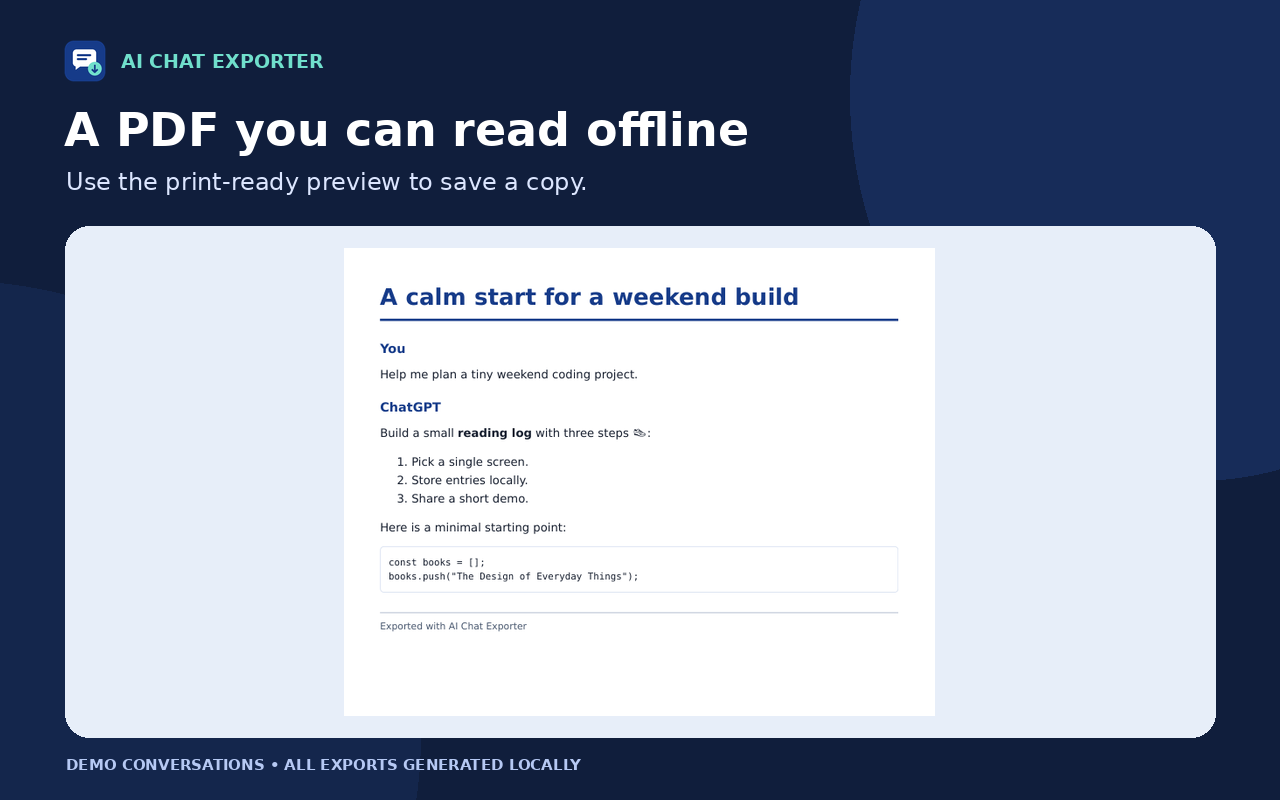 AI CHAT EXPORTER
A PDF you can read offline
Use the print-ready preview to save a copy.
A calm start for a weekend build
You
Help me plan a tiny weekend coding project.
ChatGPT
Build a small reading log with three steps ✎:
1. Pick a single screen.
2. Store entries locally.
3. Share a short demo.
Here is a minimal starting point:
const books = [];
books.push("The Design of Everyday Things");
Exported with AI Chat Exporter
DEMO CONVERSATIONS • ALL EXPORTS GENERATED LOCALLY